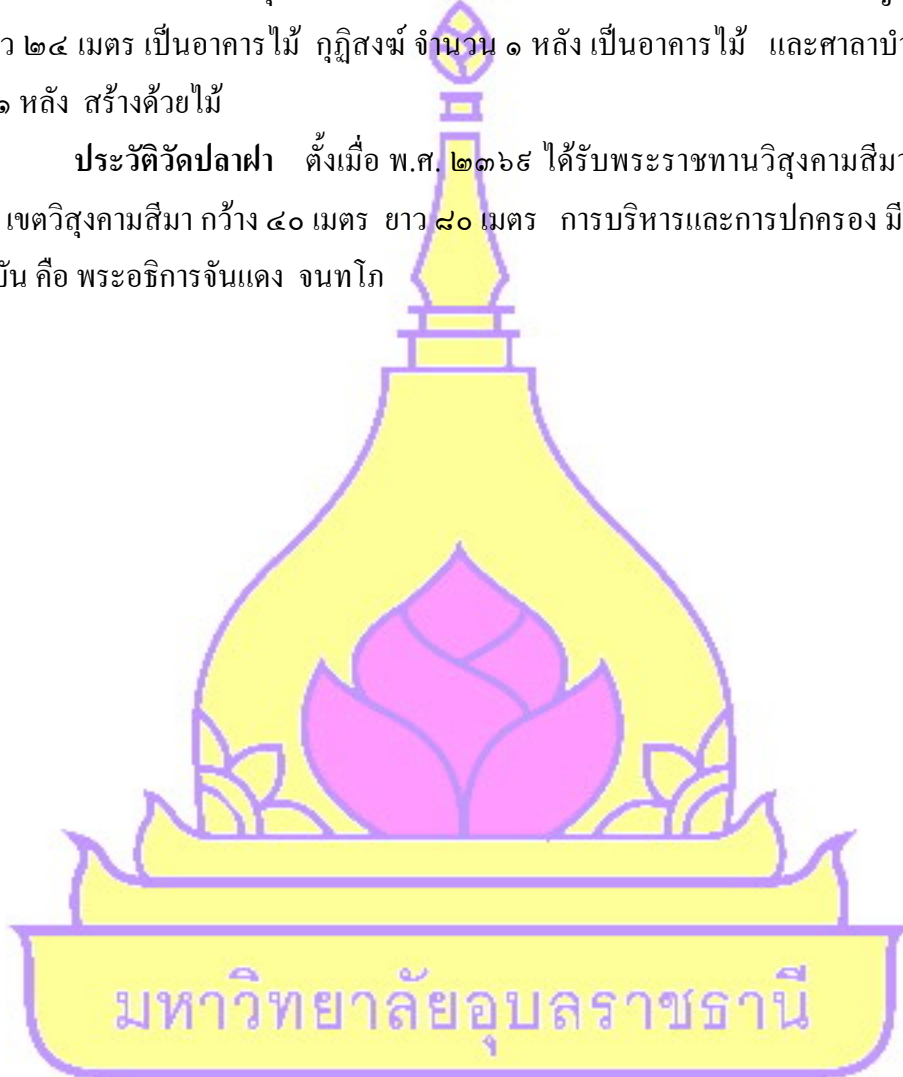 ว ๒๔ เมตร เป็นอาคารไม้ กุฏิสงฆ์ จำนวน ๑ หลัง เป็นอาคารไม้ และศาลาบำ
๑ หลัง สร้างด้วยไม้
ประวัติวัดปลาฝา ตั้งเมื่อ พ.ศ. ๒๓๖๙ ได้รับพระราชทานวิสุงคามสีมา
เขตวิสุงคามสีมา กว้าง ๔๐ เมตร ยาว ๘๐ เมตร การบริหารและการปกครอง มี
บัน คือ พระอธิการจันแดง จนทโภ
มหาวิทยาลัยอุบลราชธานี